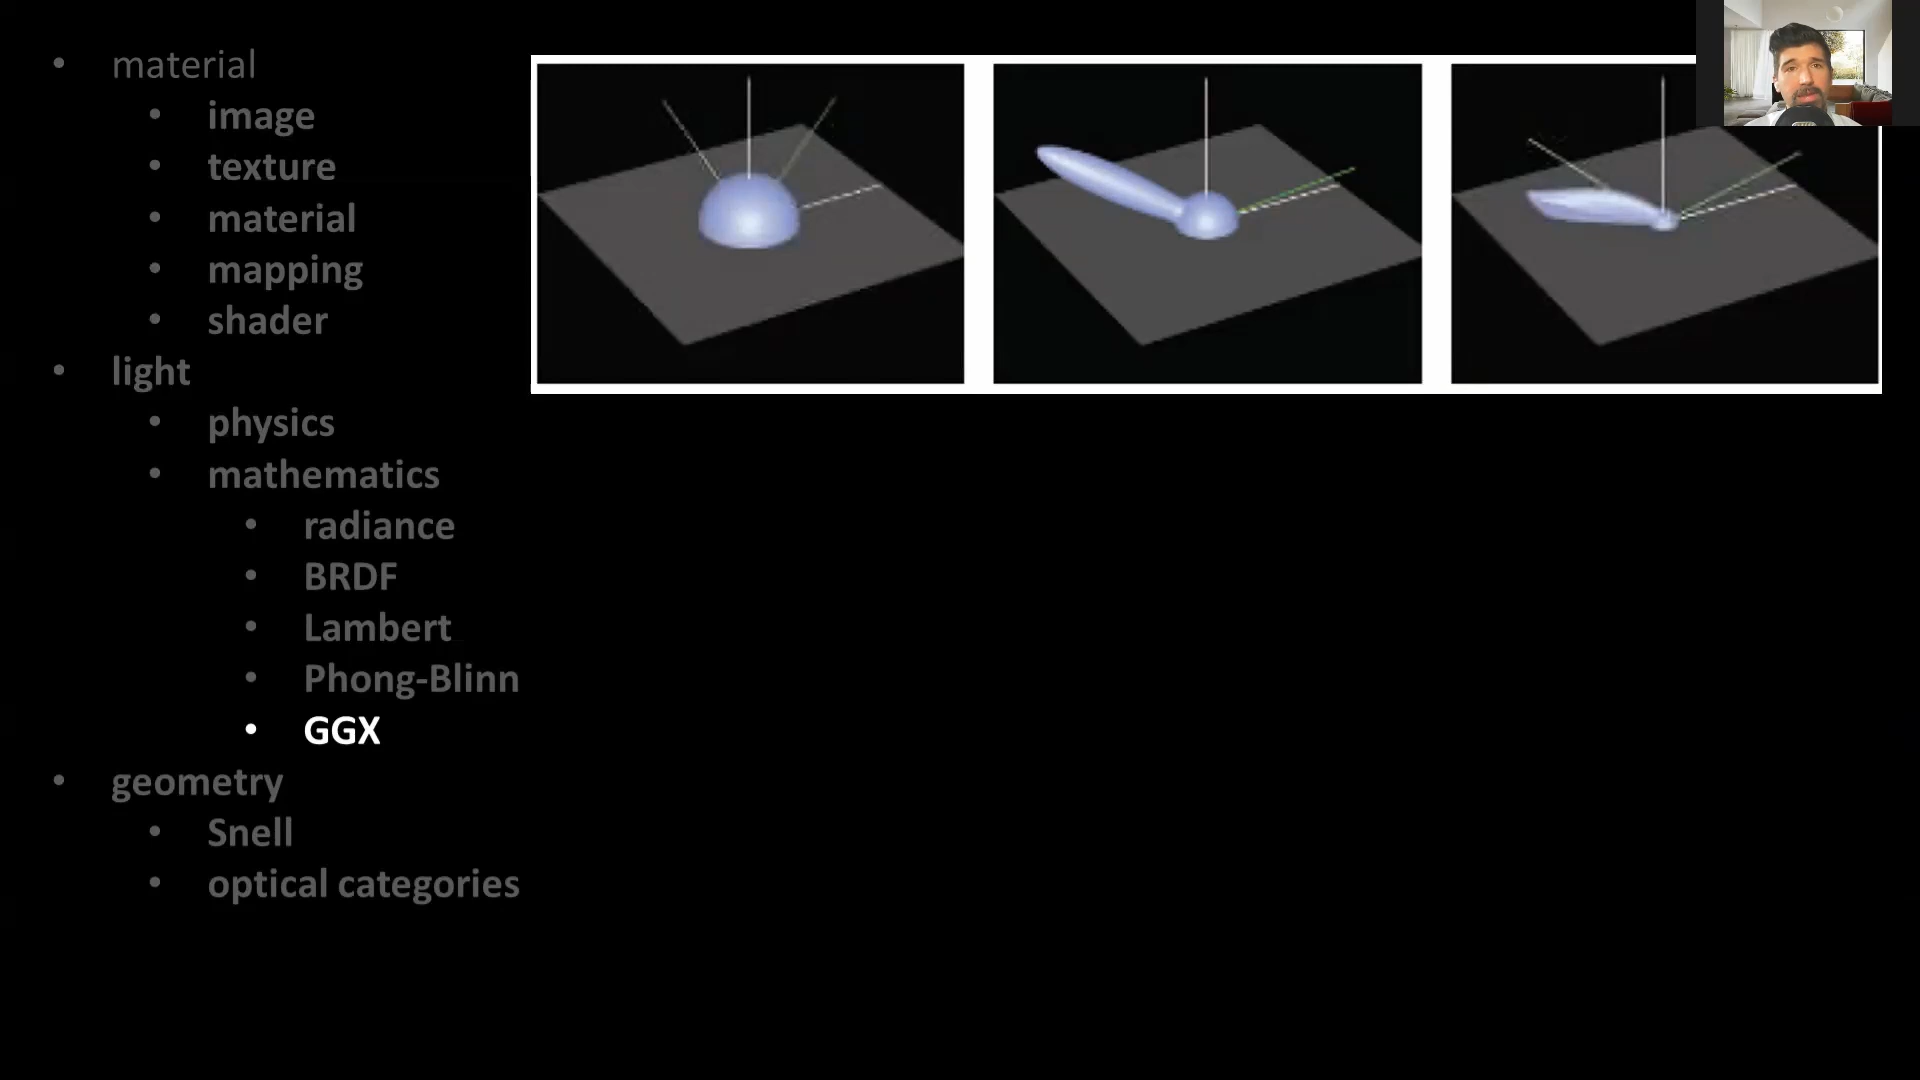 material
image
texture
material
mapping
shader
light
physics
mathematics
radiance
BRDF
Lambert
Phong-Blinn
GGX
geometry
Snell
optical categories